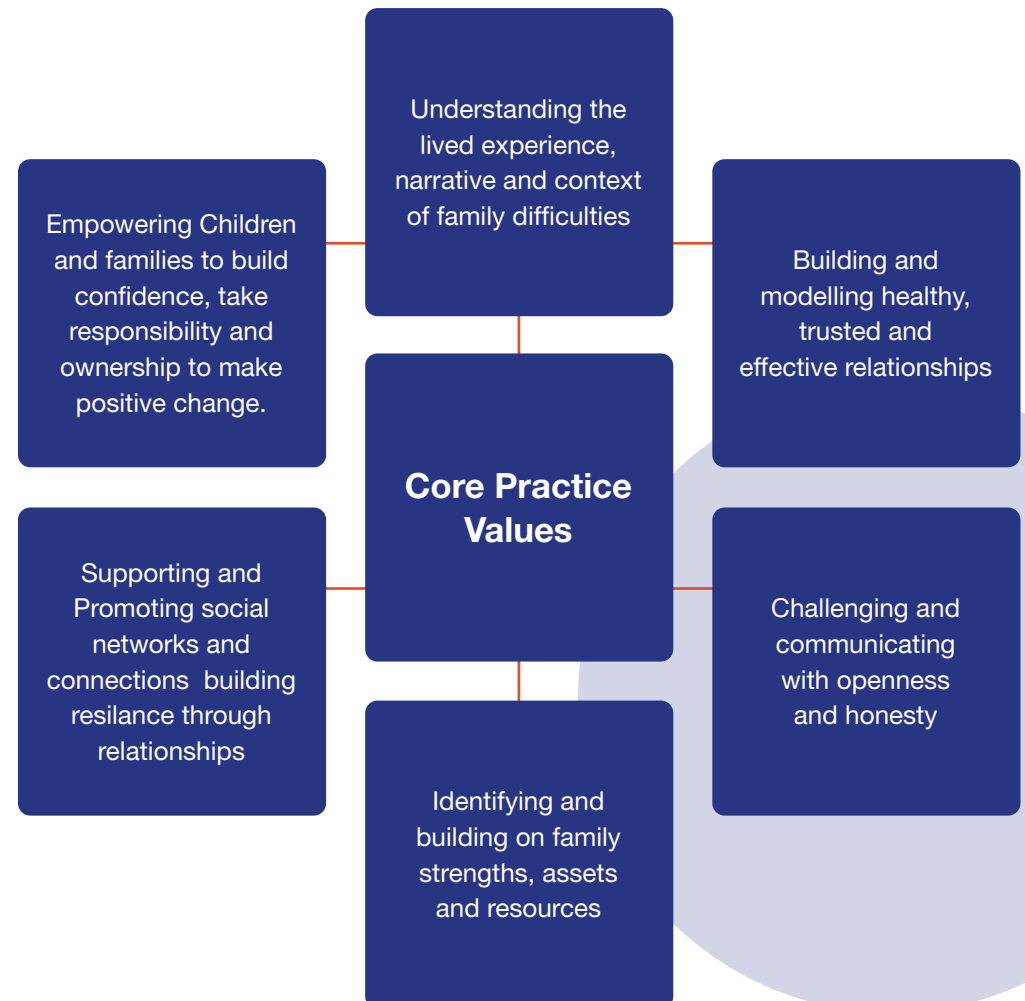 Understanding the
lived experience,
narrative and context
of family difficulties
Empowering Children
and families to build
confidence, take
responsibility and
ownership to make
positive change.
Building and
modelling healthy,
trusted and
effective relationships
Core Practice
Values
Supporting and
Promoting social
networks and
connections  building
resilance through
relationships
Challenging and
communicating
with openness
and honesty
Identifying and
building on family
strengths, assets
and resources